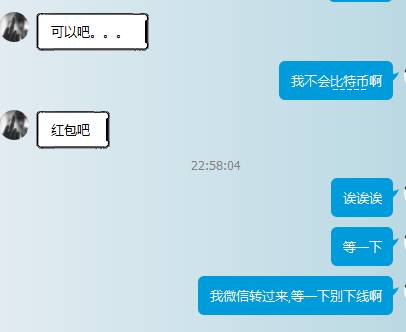 可以吧。。。
我不会比特币啊
红包吧
22:58:04
诶诶诶
等一下
我微信转过来,等一下别下线啊